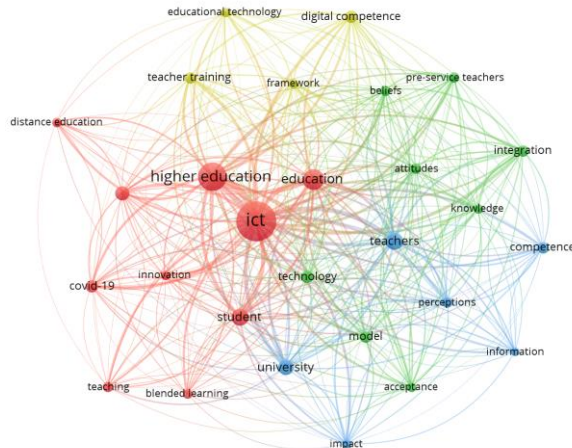 educational technology
digital competence
teacher training
framework
pre-service teachers
beliefs
distance education
integration
higher education
education
attitudes
knowledge
ict
teachers
competence
technology
innovation
covid-19
perceptions
student
model
information
university
teaching
blended learning
acceptance
impact